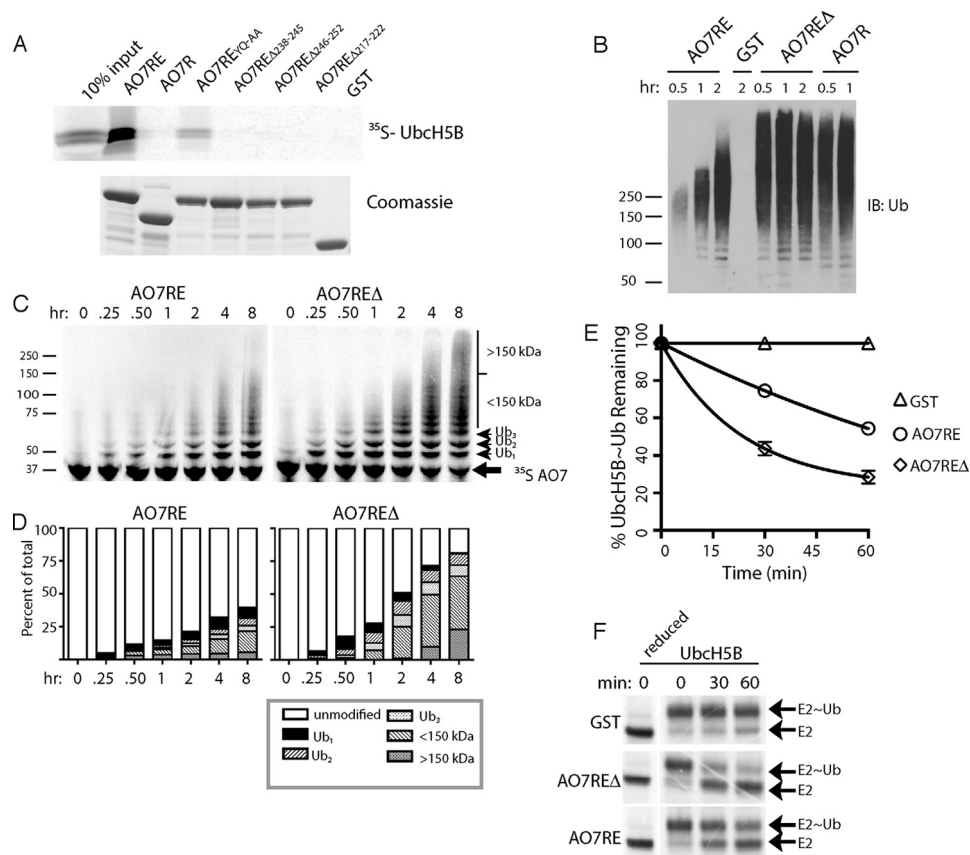 A
10% input
AO7RE
AO7R
AO7REYQ-AA
AO7REΔ238-245
AO7REΔ246-252
AO7REΔ217-222
GST
³⁵S- UbcH5B
Coomassie
B
AO7RE GST AO7REΔ AO7R
hr: 0.5 1 2 2 0.5 1 2 0.5 1
250
150
100
50
IB: Ub
C
AO7RE AO7REΔ
hr: 0 .25 .50 1 2 4 8 0 .25 .50 1 2 4 8
250
150
100
75
50
37
>150 kDa
<150 kDa
Ub₃
Ub₂
Ub₁
³⁵S AO7
D
AO7RE AO7REΔ
Percent of total
100
75
50
25
hr: 0 .25 .50 1 2 4 8 0 .25 .50 1 2 4 8
unmodified
Ub₁
Ub₂
Ub₃
<150 kDa
>150 kDa
E
% UbcH5B~Ub Remaining
100
80
60
40
20
0
0 15 30 45 60
Time (min)
GST
AO7RE
AO7REΔ
F
reduced
UbcH5B
min: 0 0 30 60
GST
E2~Ub
E2
AO7REΔ
E2~Ub
E2
AO7RE
E2~Ub
E2